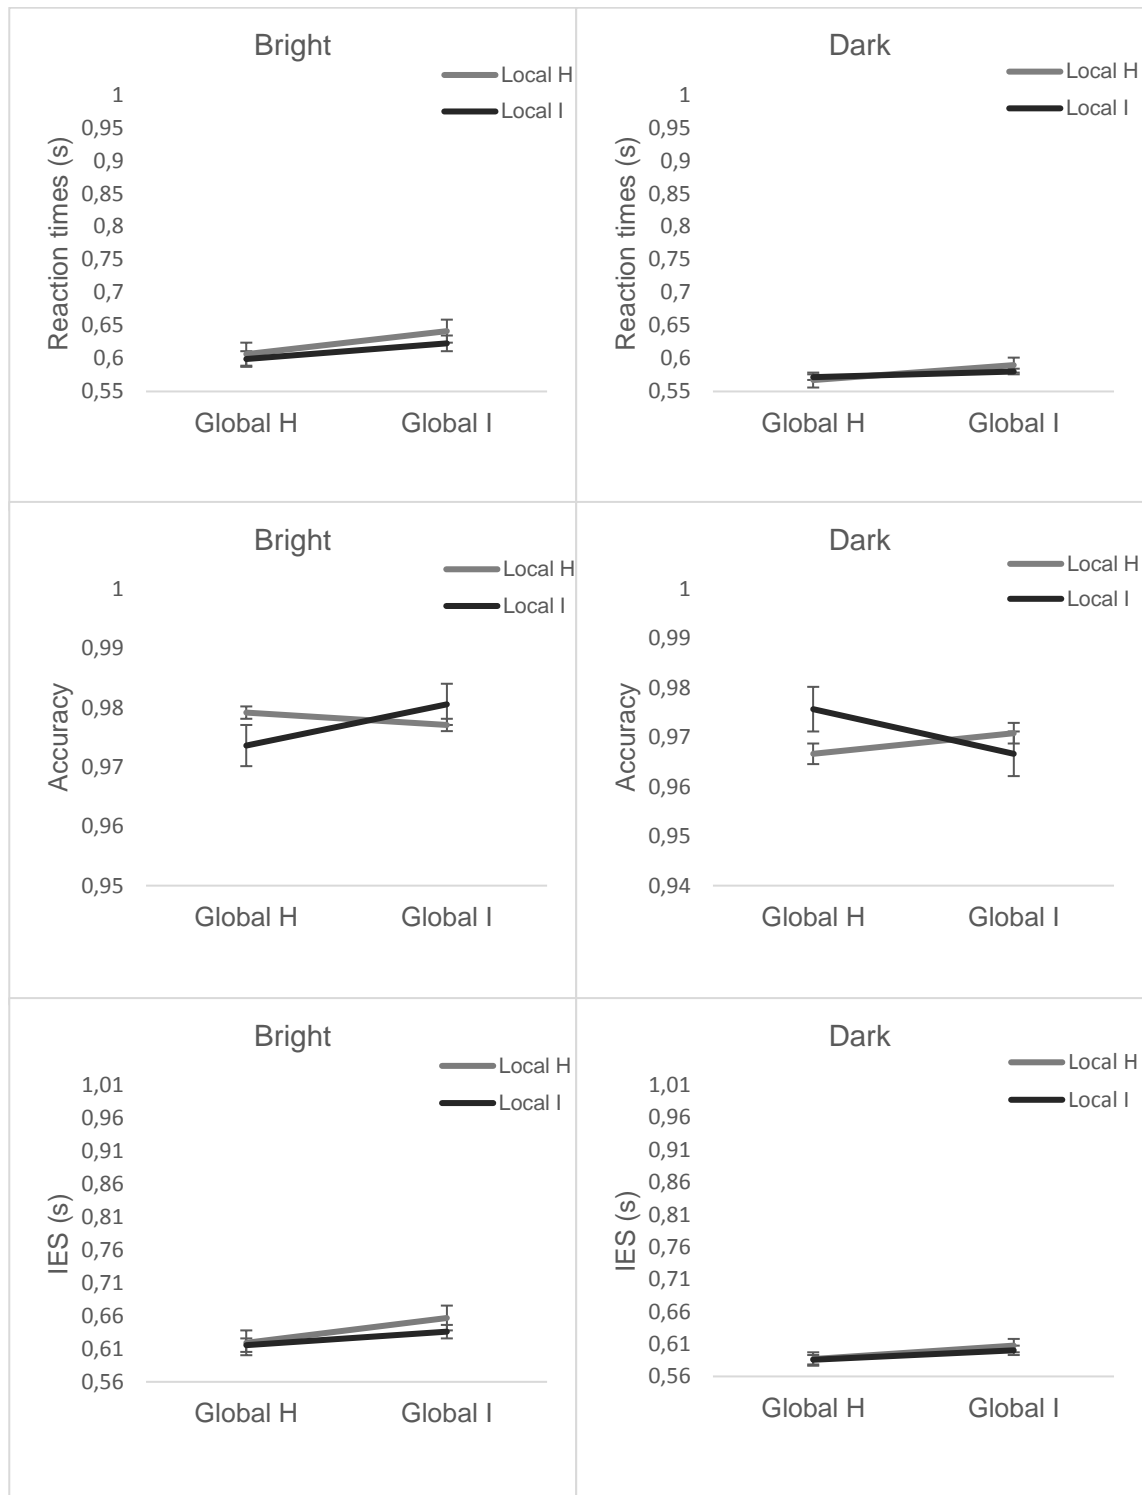 Bright
Local H
Local I
Reaction times (s)
1
0,95
0,9
0,85
0,8
0,75
0,7
0,65
0,6
0,55
Global H
Global I
Dark
Local H
Local I
Reaction times (s)
1
0,95
0,9
0,85
0,8
0,75
0,7
0,65
0,6
0,55
Global H
Global I
Bright
Local H
Local I
Accuracy
1
0,99
0,98
0,97
0,96
0,95
Global H
Global I
Dark
Local H
Local I
Accuracy
1
0,99
0,98
0,97
0,96
0,95
0,94
Global H
Global I
Bright
Local H
Local I
IES (s)
1,01
0,96
0,91
0,86
0,81
0,76
0,71
0,66
0,61
0,56
Global H
Global I
Dark
Local H
Local I
IES (s)
1,01
0,96
0,91
0,86
0,81
0,76
0,71
0,66
0,61
0,56
Global H
Global I